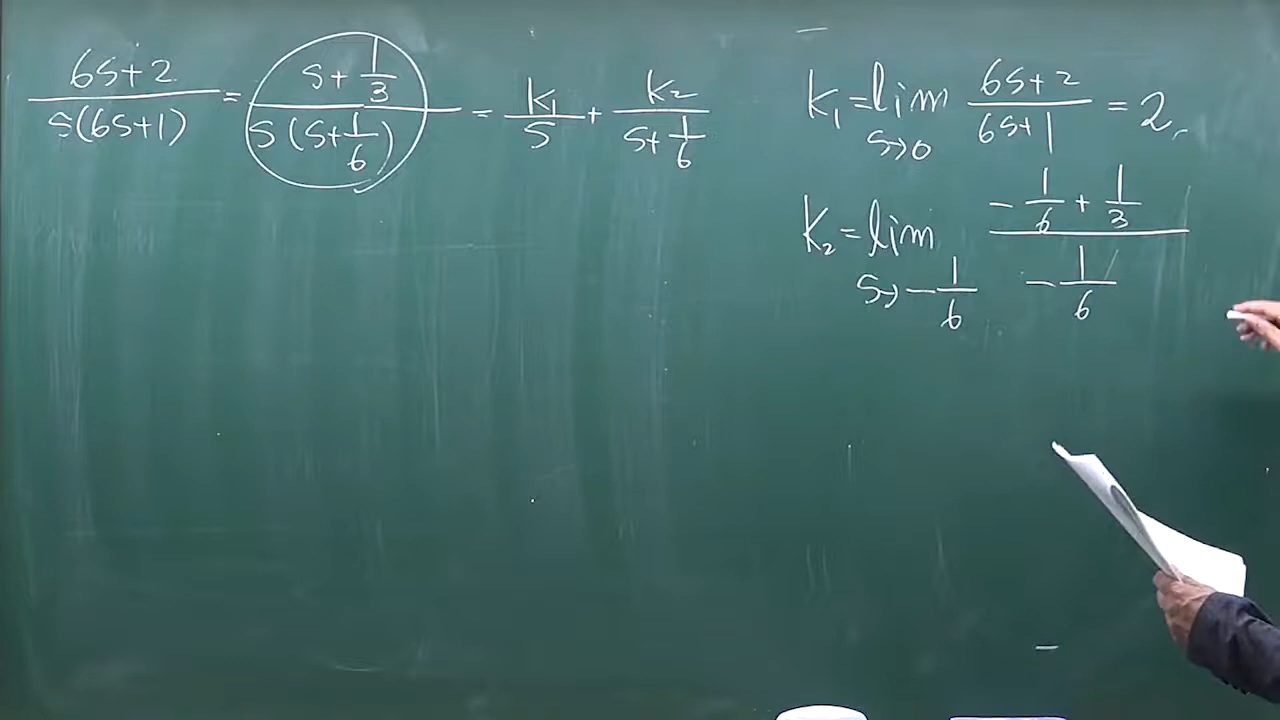 6s+2 / s(6s+1) = s+1/3 / s(s+1/6) = k₁/s + k₂/s+1/6
k₁=lim s→0 6s+2 / 6s+1 = 2
k₂=lim s→-1/6 -1/6+1/3 / -1/6